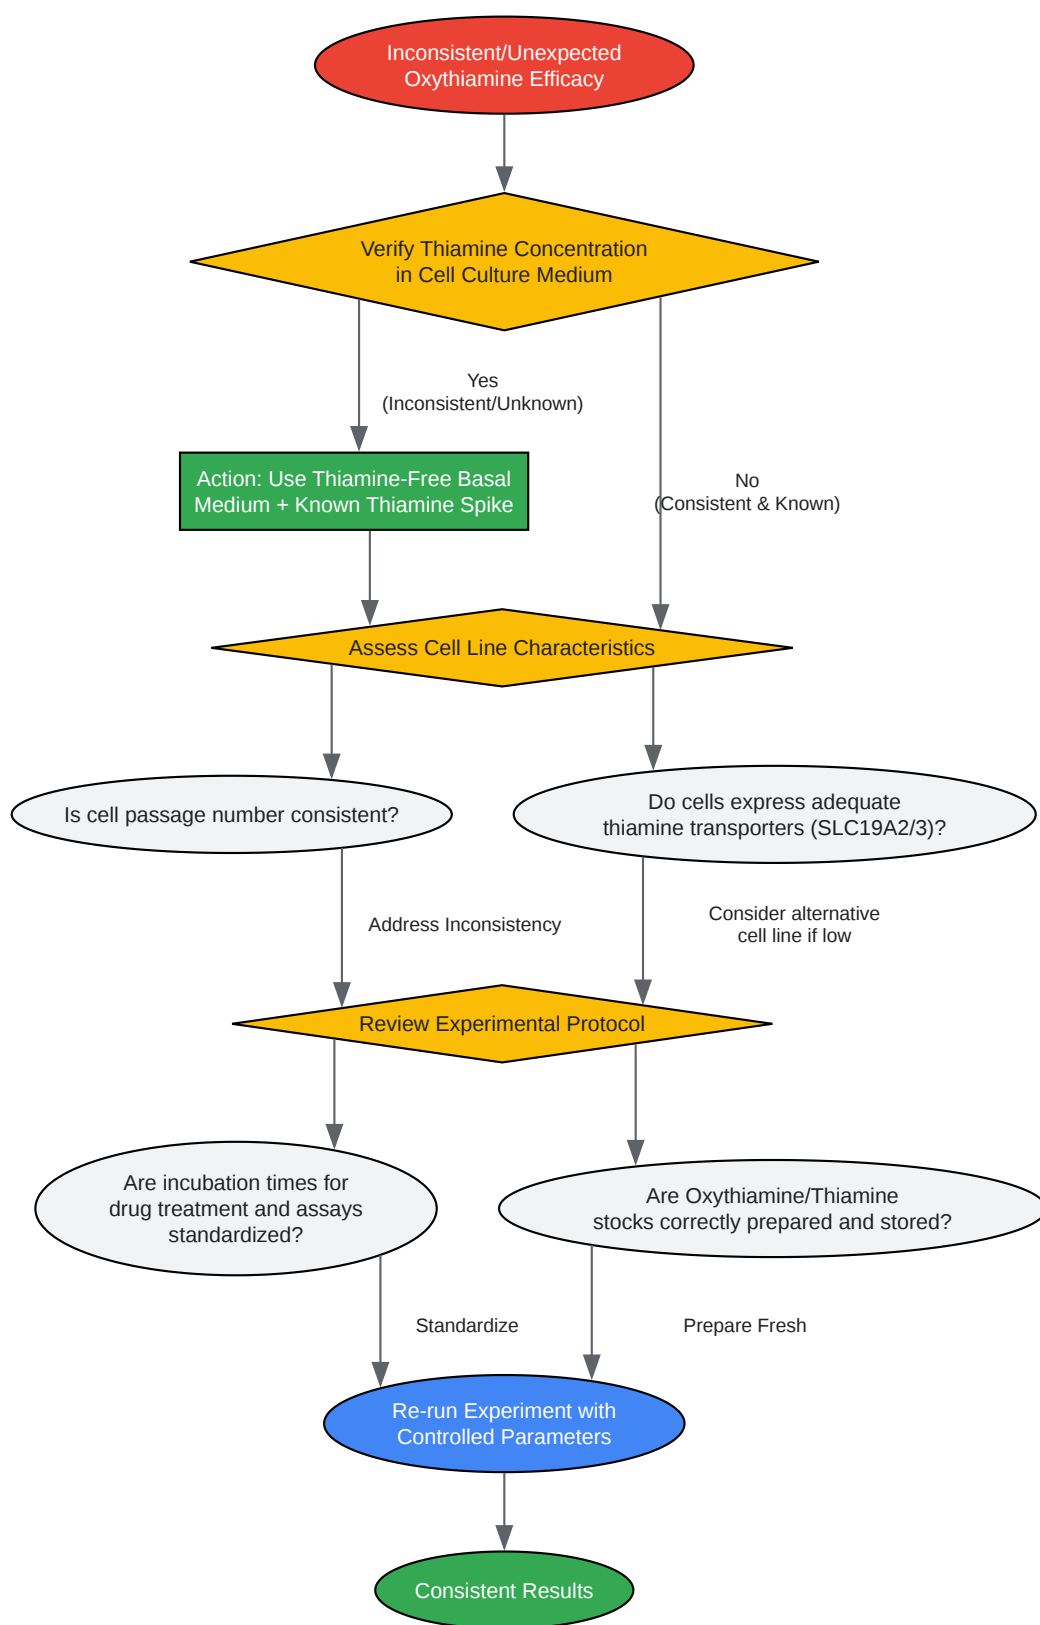 Inconsistent/Unexpected
Oxythiamine Efficacy
Verify Thiamine Concentration
in Cell Culture Medium
Yes
(Inconsistent/Unknown)
Action: Use Thiamine-Free Basal
Medium + Known Thiamine Spike
No
(Consistent & Known)
Assess Cell Line Characteristics
Is cell passage number consistent?
Do cells express adequate
thiamine transporters (SLC19A2/3)?
Address Inconsistency
Consider alternative
cell line if low
Review Experimental Protocol
Are incubation times for
drug treatment and assays
standardized?
Are Oxythiamine/Thiamine
stocks correctly prepared and stored?
Standardize
Prepare Fresh
Re-run Experiment with
Controlled Parameters
Consistent Results